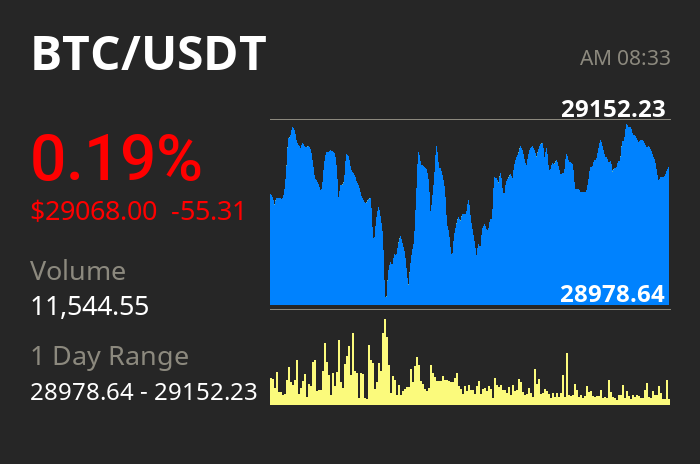 BTC/USDT
AM 08:33
29152.23
0.19%
$29068.00 -55.31
Volume
11,544.55
28978.64
1 Day Range
28978.64 - 29152.23